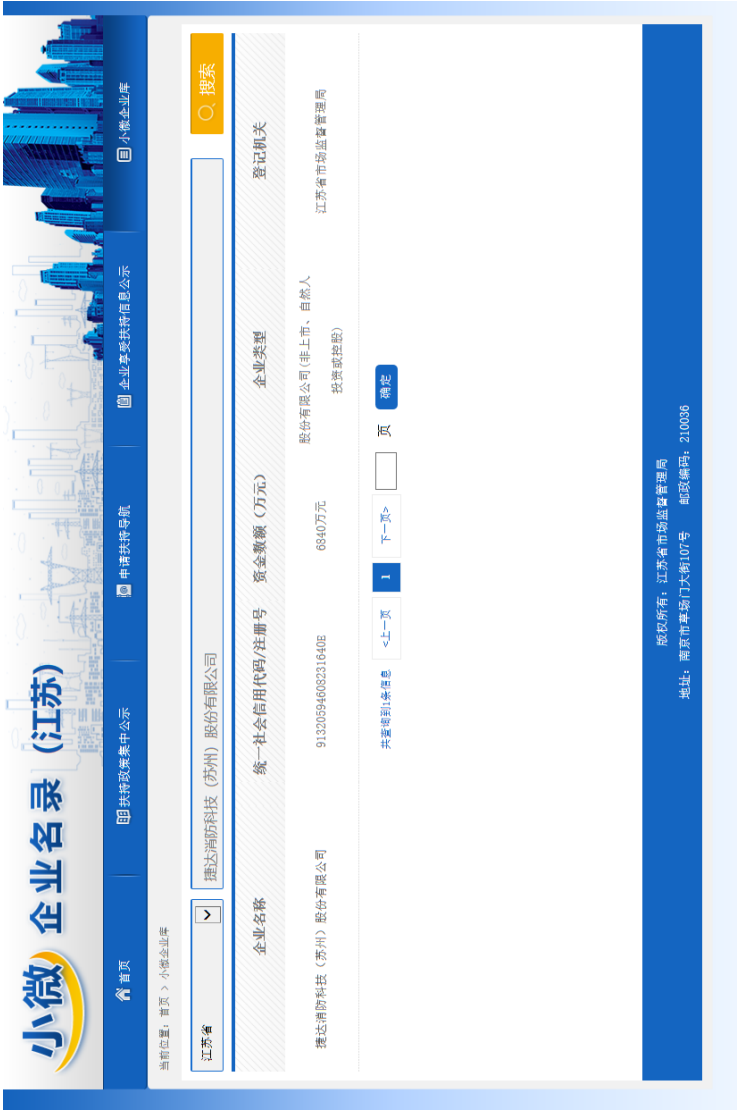 小微企业名录（江苏）
首页
扶持政策集中公示
申请扶持导航
企业享受扶持信息公示
小微企业库
当前位置：首页 > 小微企业库
江苏省
捷达消防科技（苏州）股份有限公司
搜索
企业名称 统一社会信用代码/注册号 资金数额（万元） 企业类型 登记机关
捷达消防科技（苏州）股份有限公司 91320594608231640E 6840万元 股份有限公司(非上市、自然人投资或控股) 江苏省市场监督管理局
共查询到1条信息 <上一页 1 下一页> 页 确定
版权所有：江苏省市场监督管理局
地址：南京市草场门大街107号 邮政编码：210036